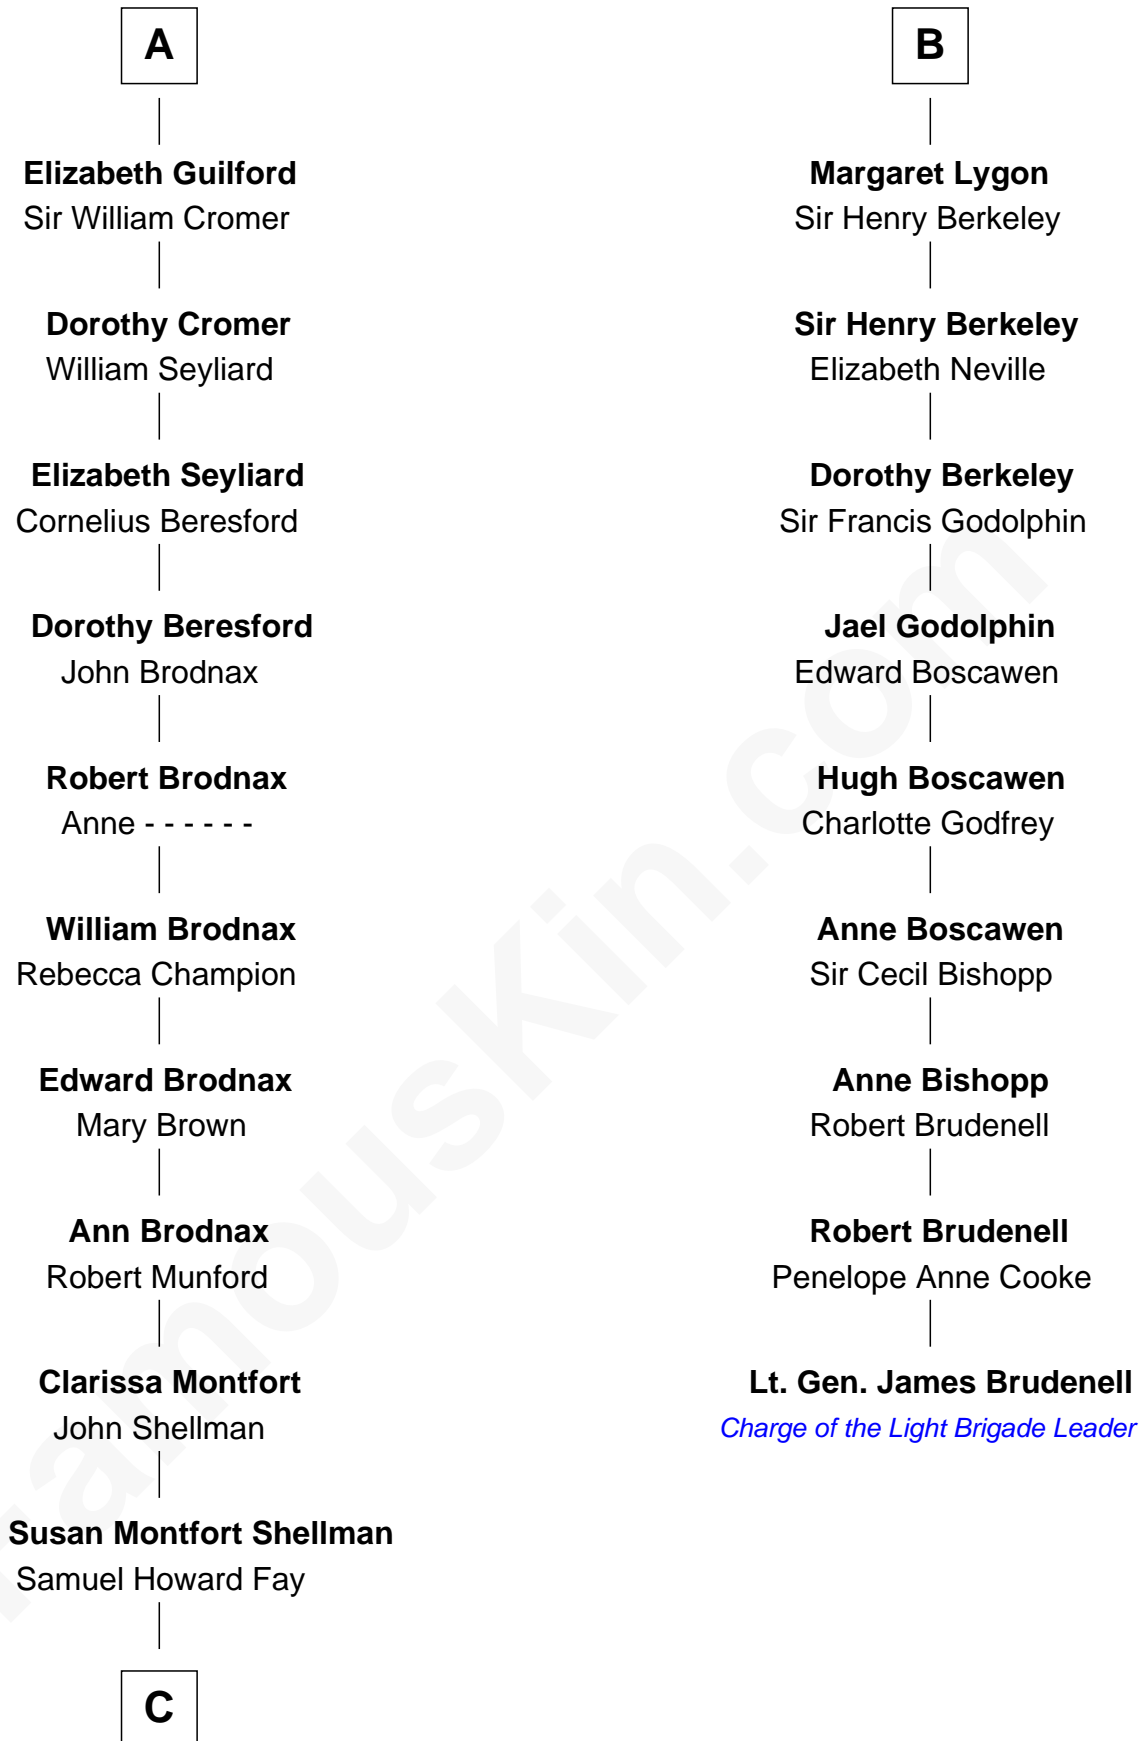 A
Elizabeth Guilford
Sir William Cromer
Dorothy Cromer
William Seyliard
Elizabeth Seyliard
Cornelius Beresford
Dorothy Beresford
John Brodnax
Robert Brodnax
Anne - - - - - -
William Brodnax
Rebecca Champion
Edward Brodnax
Mary Brown
Ann Brodnax
Robert Munford
Clarissa Montfort
John Shellman
Susan Montfort Shellman
Samuel Howard Fay
C
B
Margaret Lygon
Sir Henry Berkeley
Sir Henry Berkeley
Elizabeth Neville
Dorothy Berkeley
Sir Francis Godolphin
Jael Godolphin
Edward Boscawen
Hugh Boscawen
Charlotte Godfrey
Anne Boscawen
Sir Cecil Bishopp
Anne Bishopp
Robert Brudenell
Robert Brudenell
Penelope Anne Cooke
Lt. Gen. James Brudenell
Charge of the Light Brigade Leader
FamousKin.com